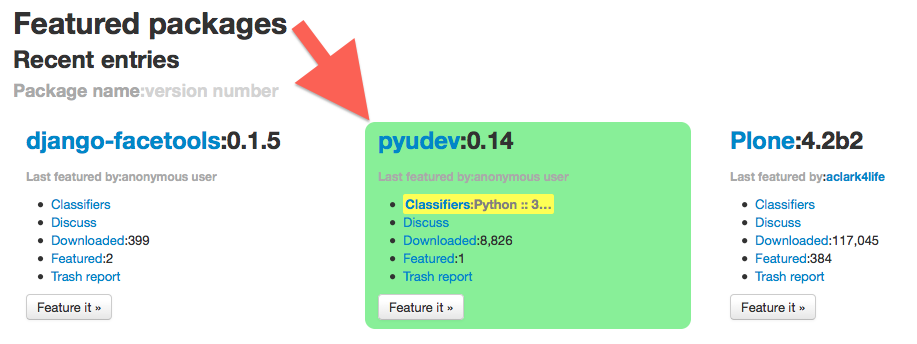 Featured packages
Recent entries
Package name:version number
django-facetools:0.1.5
Last featured by:anonymous user
Classifiers
Discuss
Downloaded:399
Featured:2
Trash report
Feature it »
pyudev:0.14
Last featured by:anonymous user
Classifiers:Python :: 3...
Discuss
Downloaded:8,826
Featured:1
Trash report
Feature it »
Plone:4.2b2
Last featured by:aclark4life
Classifiers
Discuss
Downloaded:117,045
Featured:384
Trash report
Feature it »